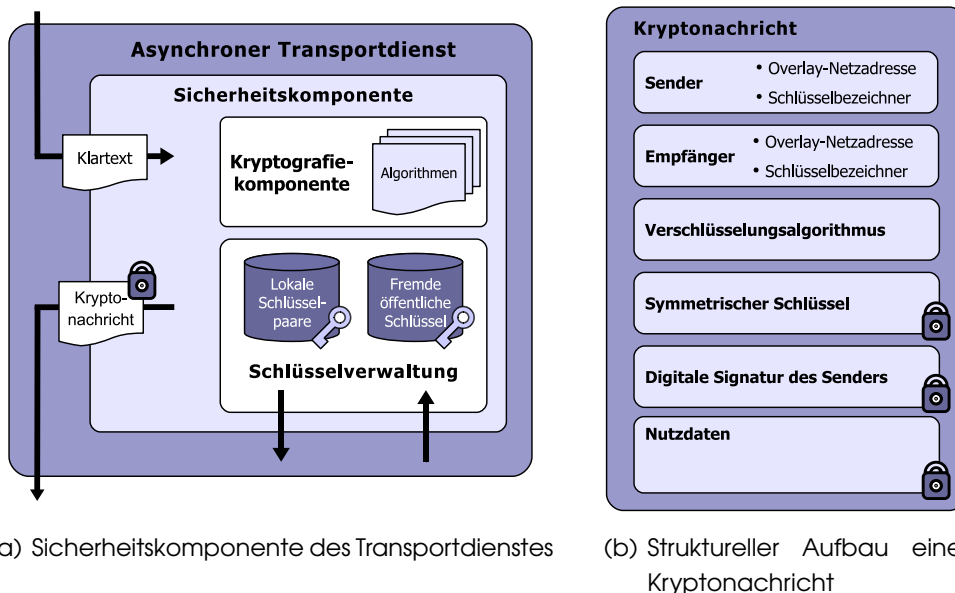 Asynchroner Transportdienst
Sicherheitskomponente
Klartext
Kryptografie-
komponente
Algorithmen
Krypto-
nachricht
Lokale
Schlüssel-
paare
Fremde
öffentliche
Schlüssel
Schlüsselverwaltung
a) Sicherheitskomponente des Transportdienstes
Kryptonachricht
Sender
• Overlay-Netzadresse
• Schlüsselbezeichner
Empfänger
• Overlay-Netzadresse
• Schlüsselbezeichner
Verschlüsselungsalgorithmus
Symmetrischer Schlüssel
Digitale Signatur des Senders
Nutzdaten
(b) Struktureller Aufbau eine
Kryptonachricht